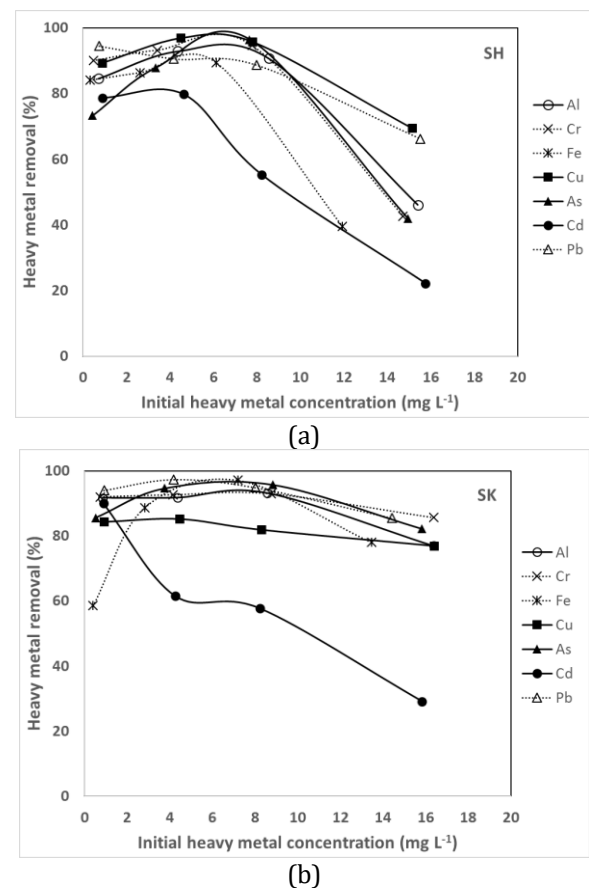 100
80
60
40
20
0
Heavy metal removal (%)
SH
Al
Cr
Fe
Cu
As
Cd
Pb
0 2 4 6 8 10 12 14 16 18 20
Initial heavy metal concentration (mg L⁻¹)
(a)
100
80
60
40
20
0
Heavy metal removal (%)
SK
Al
Cr
Fe
Cu
As
Cd
Pb
0 2 4 6 8 10 12 14 16 18 20
Initial heavy metal concentration (mg L⁻¹)
(b)